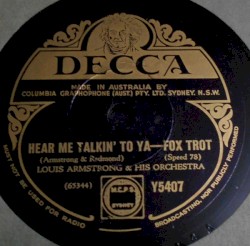 DECCA
MADE IN AUSTRALIA BY
COLUMBIA GRAPHOPHONE (AUST) PTY. LTD. SYDNEY. N.S.W.
HEAR ME TALKIN' TO YA—FOX TROT
(Armstrong & Redmond) (Speed 78)
LOUIS ARMSTRONG & HIS ORCHESTRA
(65344) M.C.P.S. Y5407
SYDNEY
MUST NOT BE USED FOR RADIO
BROADCASTING, NOR PUBLICLY PERFORMED